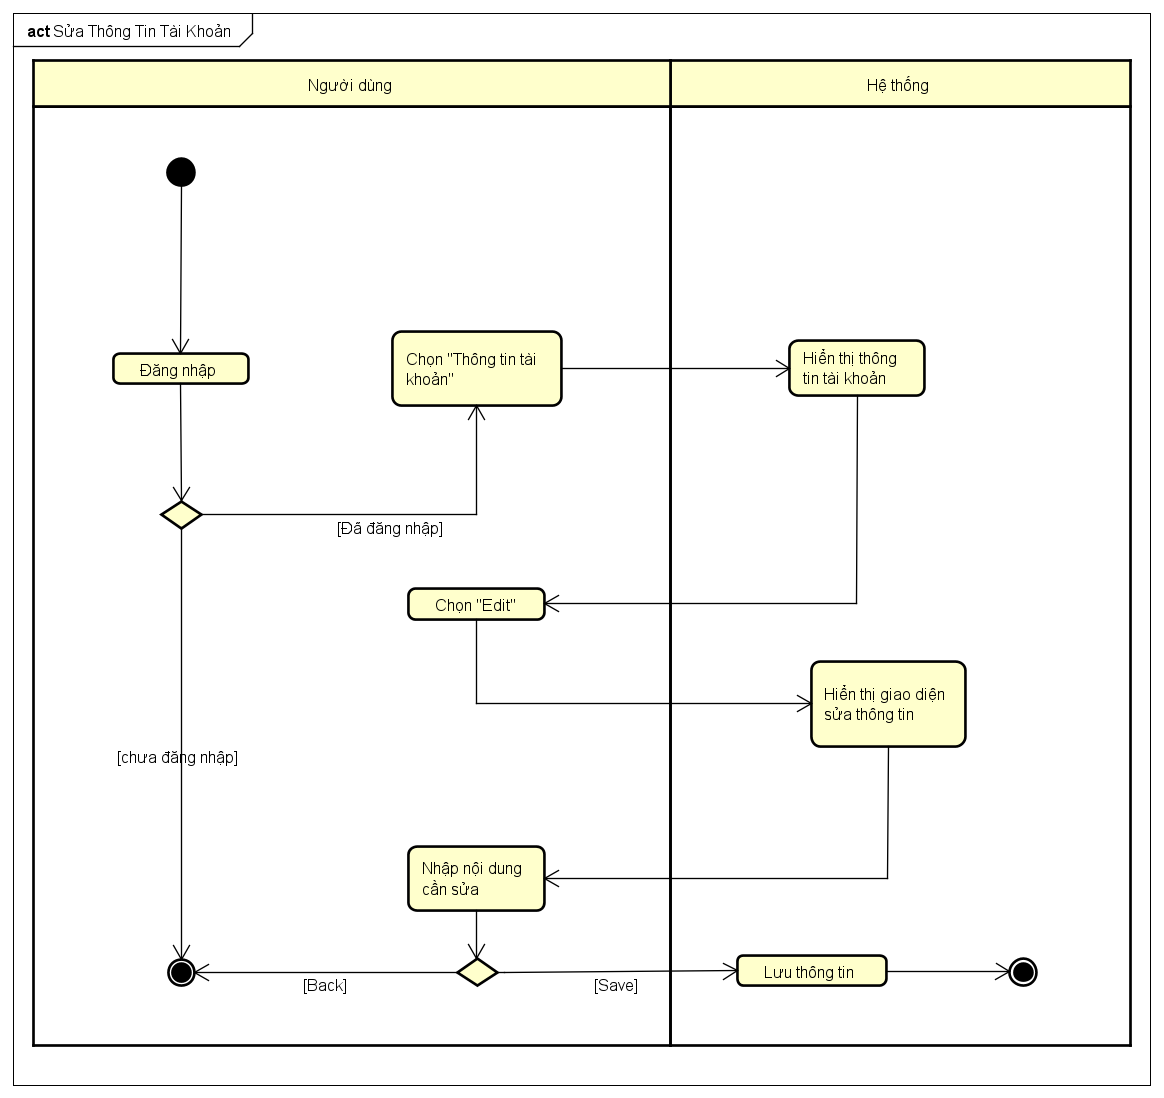 act Sửa Thông Tin Tài Khoản
Người dùng
Hệ thống
Đăng nhập
Chọn "Thông tin tài
khoản"
Hiển thị thông
tin tài khoản
[Đã đăng nhập]
Chọn "Edit"
Hiển thị giao diện
sửa thông tin
[chưa đăng nhập]
Nhập nội dung
cần sửa
[Back]
[Save]
Lưu thông tin